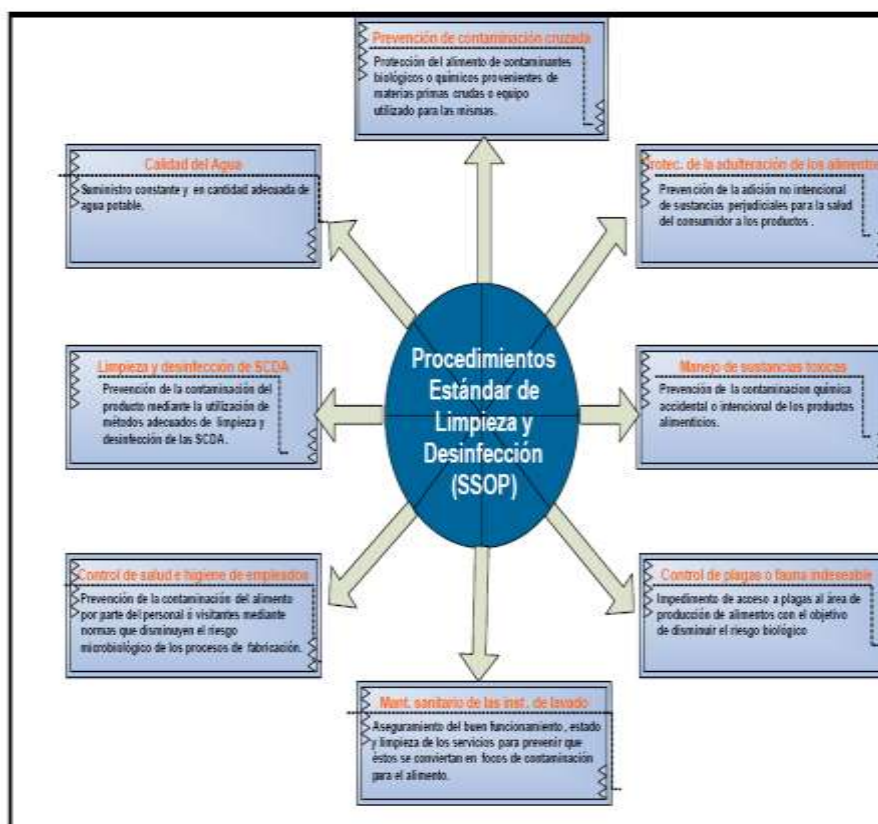 Prevención de contaminación cruzada
Protección del alimento de contaminantes
biológicos o químicos provenientes de
materias primas crudas o equipo
utilizado para las mismas.
Calidad del Agua
Suministro constante y en cantidad adecuada de
agua potable.
Protec. de la adulteración de los alimentos
Prevención de la adición no intencional
de sustancias perjudiciales para la salud
del consumidor a los productos .
Limpieza y desinfección de SCDA
Prevención de la contaminación del
producto mediante la utilización de
métodos adecuados de limpieza y
desinfección de las SCDA.
Procedimientos
Estándar de
Limpieza y
Desinfección
(SSOP)
Manejo de sustancias toxicas
Prevención de la contaminacion quimica
accidental o intencional de los productos
alimenticios.
Control de salud e higiene de empleados
Prevención de la contaminación del alimento
por parte del personal ó visitantes mediante
normas que disminuyen el riesgo
microbiológico de los procesos de fabricación.
Control de plagas o fauna indeseable
Impedimento de acceso a plagas al área de
producción de alimentos con el objetivo
de disminuir el riesgo biológico
Mant. sanitario de las inst. de lavado
Aseguramiento del buen funcionamiento, estado
y limpieza de los servicios para prevenir que
éstos se conviertan en focos de contaminación
para el alimento.